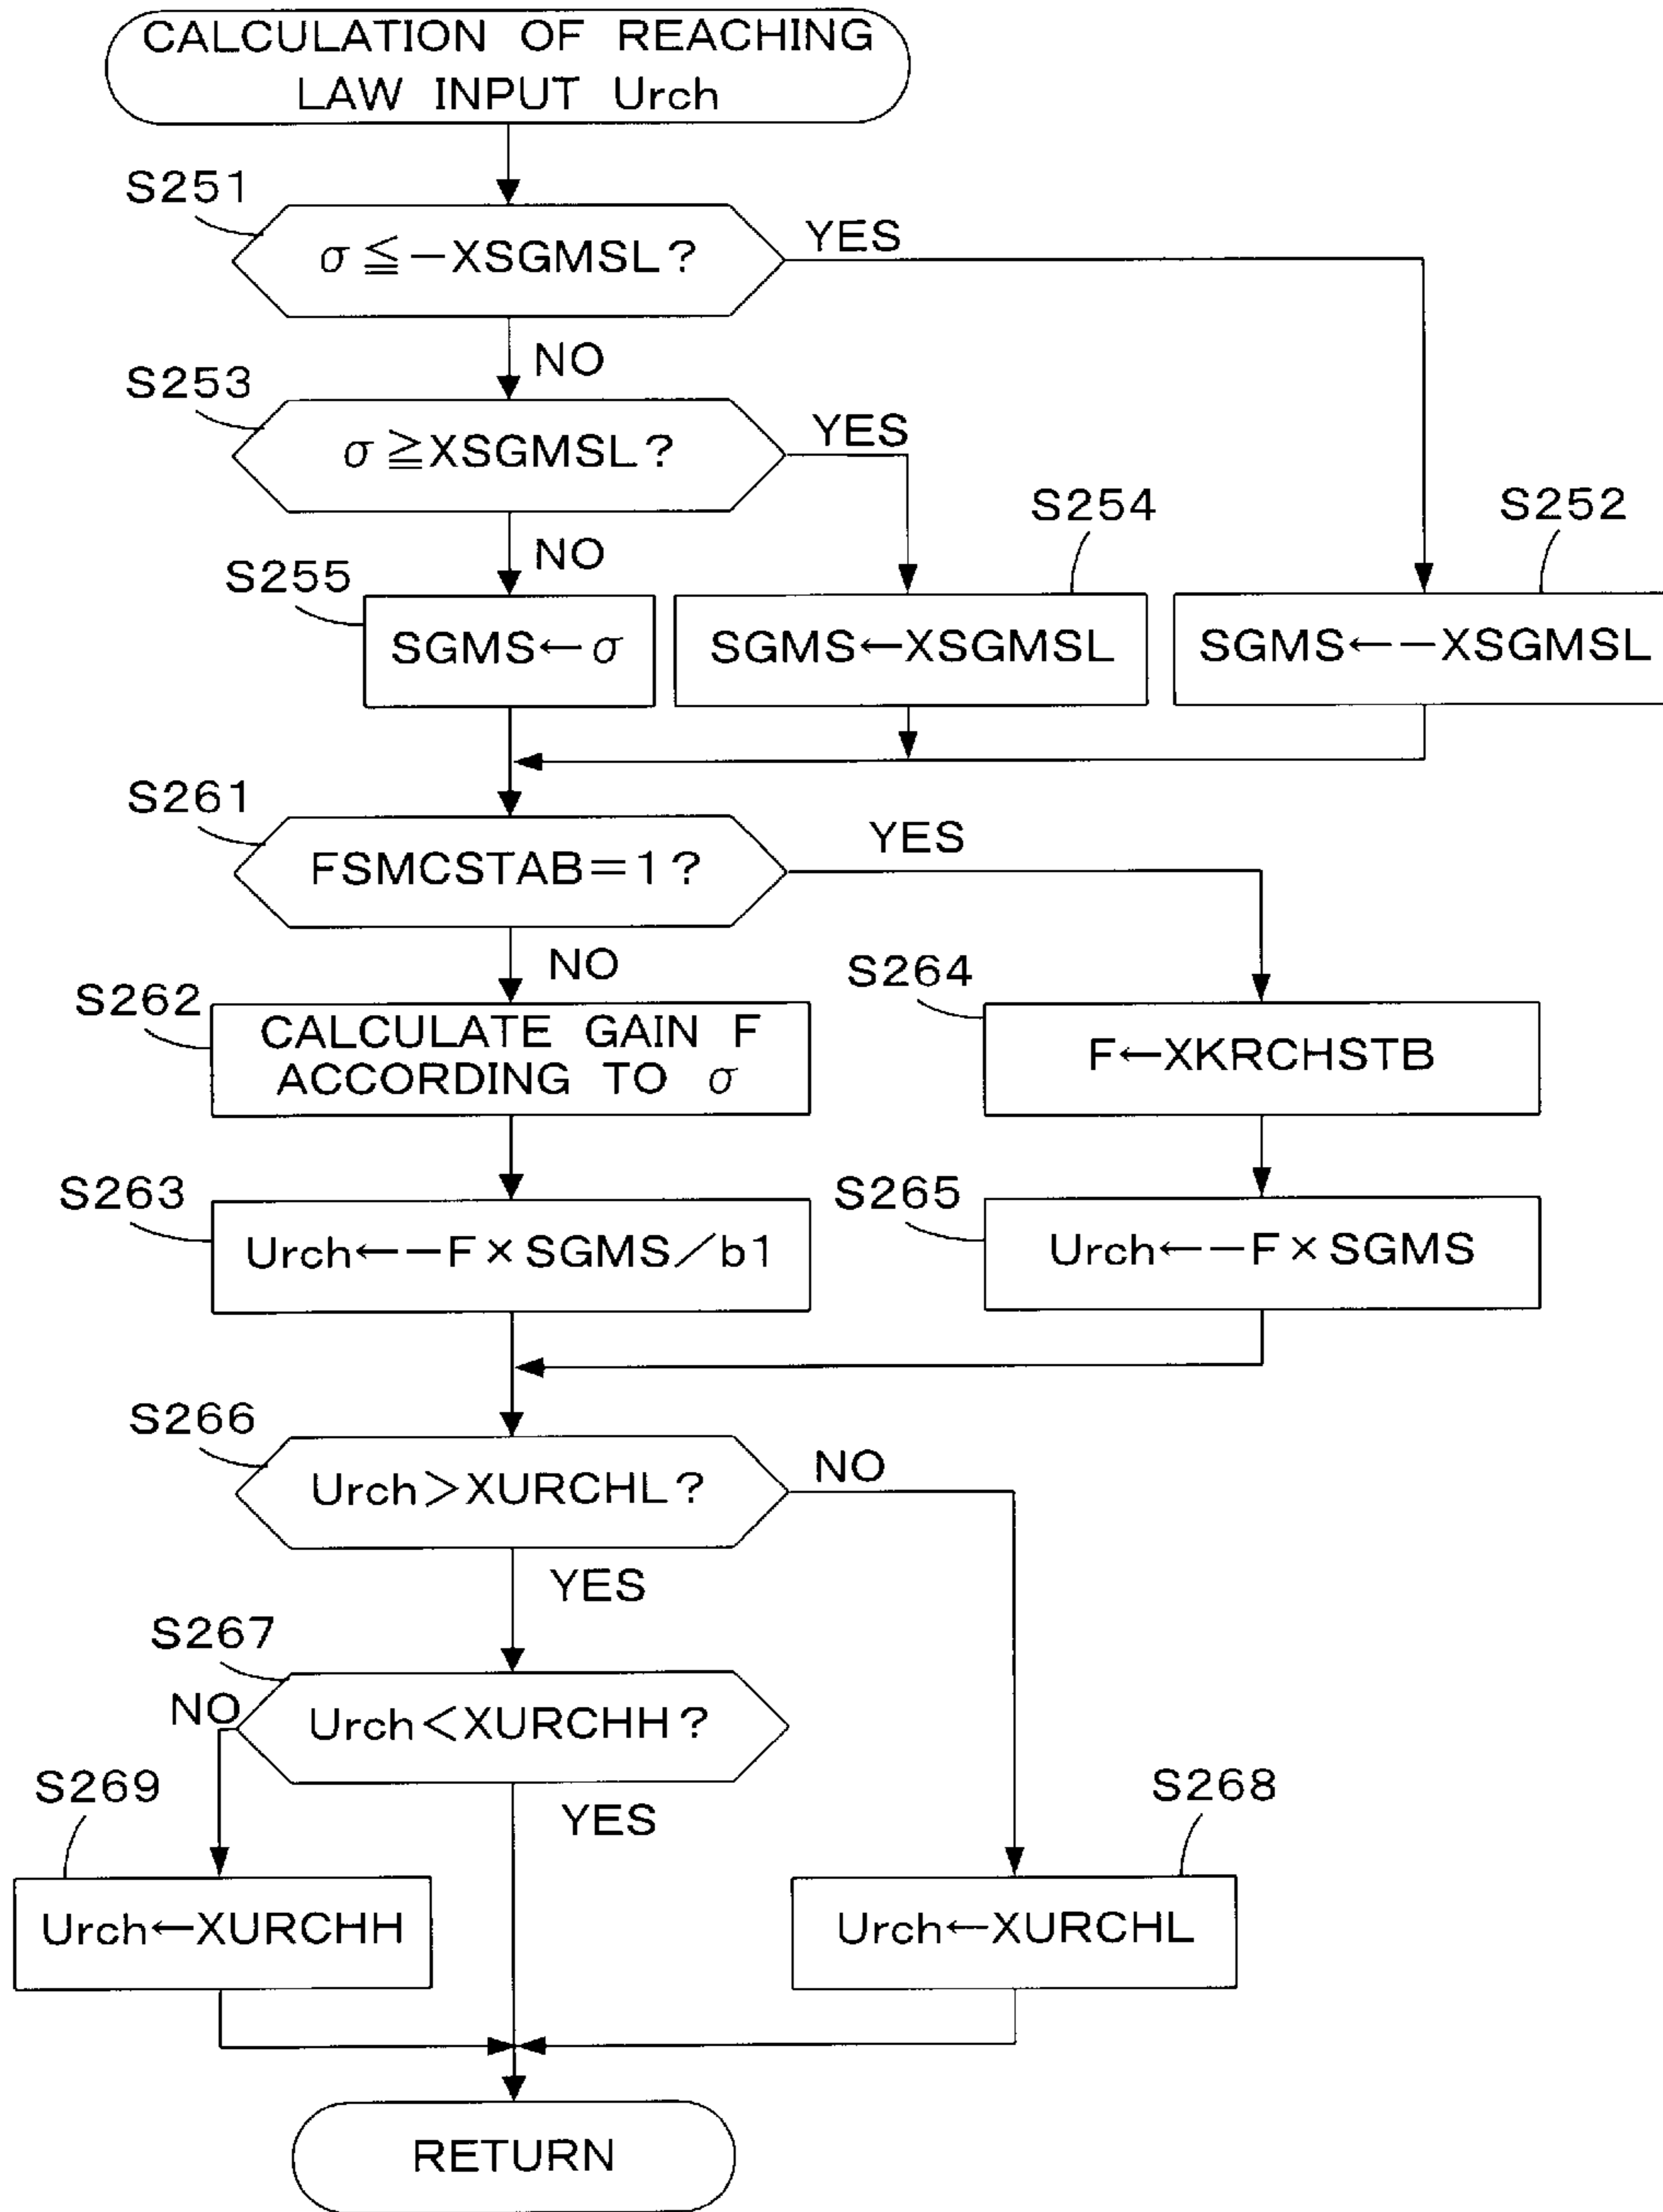 CALCULATION OF REACHING
LAW INPUT Urch
S251
σ≦−XSGMSL?
YES
NO
S253
σ≧XSGMSL?
YES
NO
S254
S252
S255
SGMS←σ
SGMS←XSGMSL
SGMS←−XSGMSL
S261
FSMCSTAB=1?
YES
NO
S262
CALCULATE GAIN F
ACCORDING TO σ
S264
F←XKRCHSTB
S263
Urch←−F×SGMS/b1
S265
Urch←−F×SGMS
S266
Urch>XURCHL?
NO
YES
S267
NO
Urch<XURCHH?
YES
S269
S268
Urch←XURCHH
Urch←XURCHL
RETURN